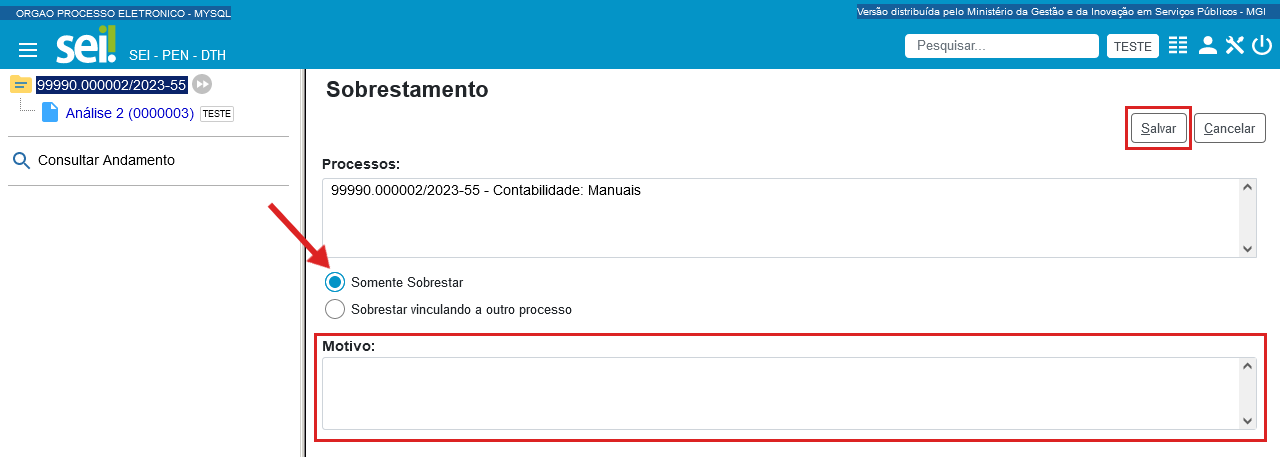 ORGAO PROCESSO ELETRONICO - MYSQL
Versão distribuída pelo Ministério da Gestão e da Inovação em Serviços Públicos - MGI
sei!
SEI - PEN - DTH
Pesquisar...
TESTE
99990.000002/2023-55
Análise 2 (0000003)
TESTE
Consultar Andamento
Sobrestamento
Salvar
Cancelar
Processos:
99990.000002/2023-55 - Contabilidade: Manuais
Somente Sobrestar
Sobrestar vinculando a outro processo
Motivo: